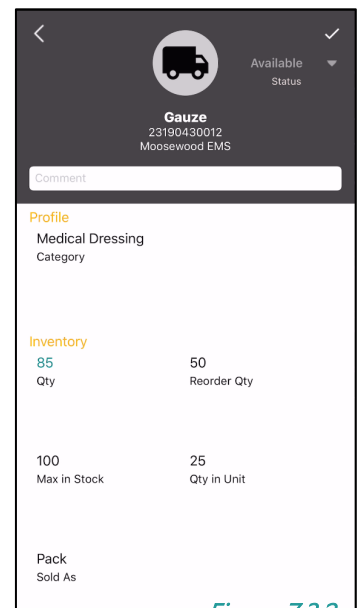 Available
Status
Gauze
23190430012
Moosewood EMS
Comment
Profile
Medical Dressing
Category
Inventory
85 50
Qty Reorder Qty
100 25
Max in Stock Qty in Unit
Pack
Sold As